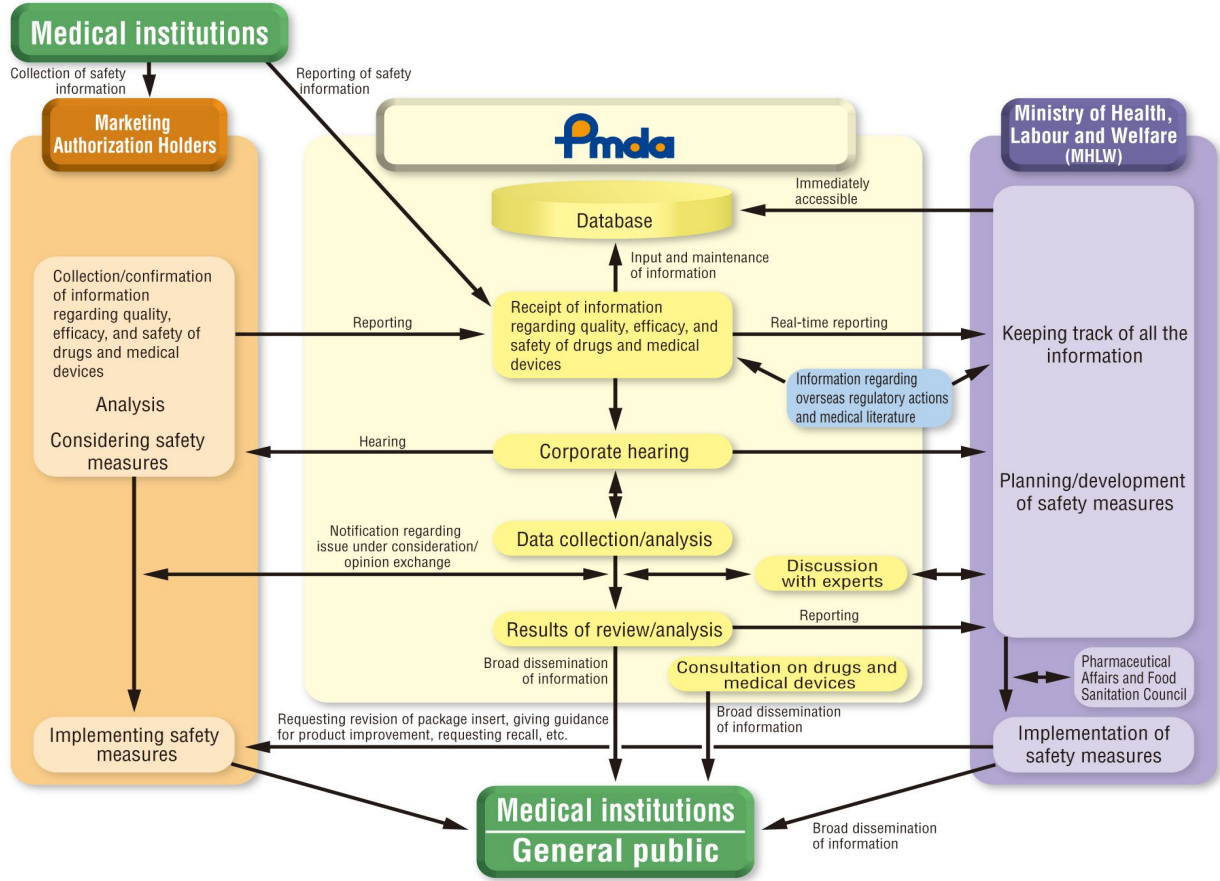 Medical institutions
Collection of safety
information
Reporting of safety
information
Marketing
Authorization Holders
Pmda
Ministry of Health,
Labour and Welfare
(MHLW)
Immediately
accessible
Database
Input and maintenance
of information
Collection/confirmation
of information
regarding quality,
efficacy, and safety of
drugs and medical
devices
Analysis
Considering safety
measures
Reporting
Receipt of information
regarding quality, efficacy, and
safety of drugs and medical
devices
Real-time reporting
Keeping track of all the
information
Information regarding
overseas regulatory actions
and medical literature
Hearing
Corporate hearing
Planning/development
of safety measures
Notification regarding
issue under consideration/
opinion exchange
Data collection/analysis
Discussion
with experts
Results of review/analysis
Reporting
Broad dissemination
of information
Consultation on drugs and
medical devices
Pharmaceutical
Affairs and Food
Sanitation Council
Requesting revision of package insert, giving guidance
for product improvement, requesting recall, etc.
Broad dissemination
of information
Implementing safety
measures
Implementation of
safety measures
Medical institutions
General public
Broad dissemination
of information